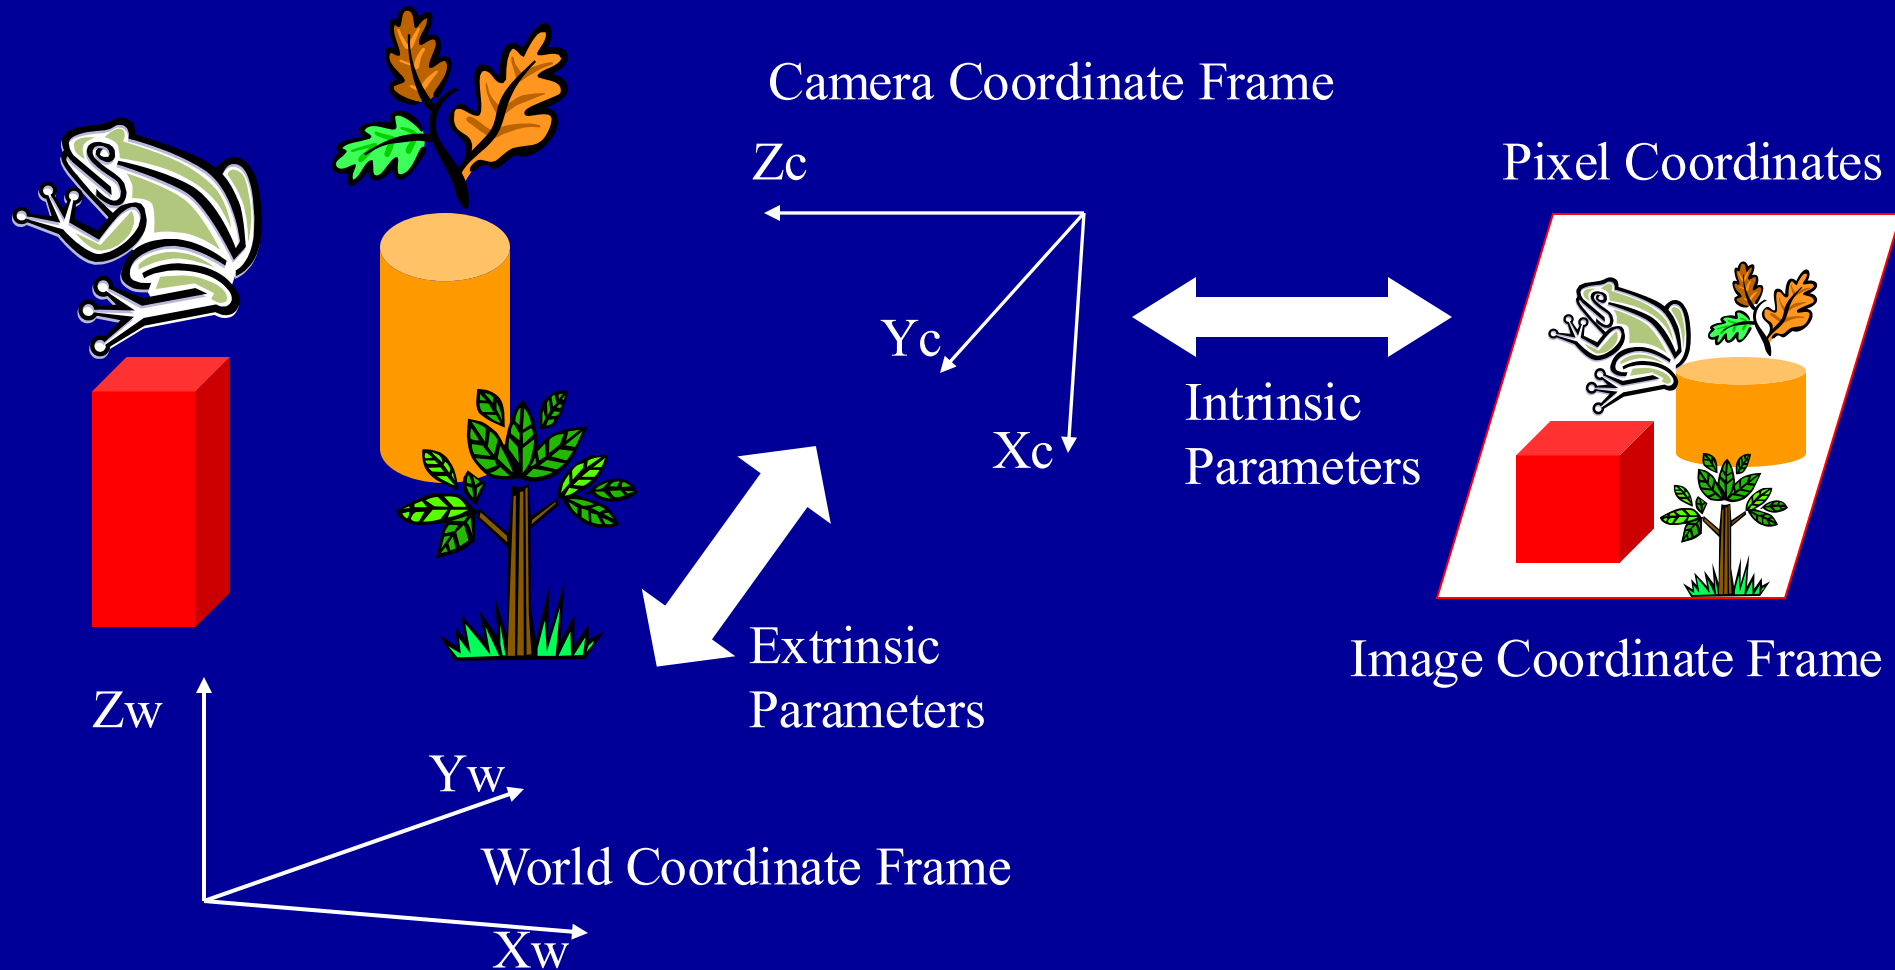 Camera Coordinate Frame
Zc
Pixel Coordinates
Yc
Xc
Intrinsic
Parameters
Extrinsic
Parameters
Image Coordinate Frame
Zw
Yw
World Coordinate Frame
Xw